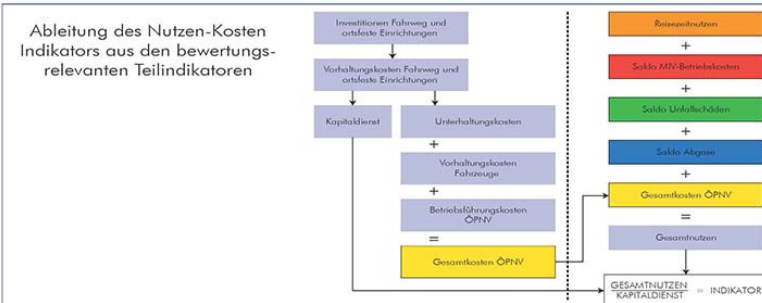 Ableitung des Nutzen-Kosten
Indikators aus den bewertungs-
relevanten Teilindikatoren
Investitionen Fahrweg und
ortsfeste Einrichtungen
Vorhaltungskosten Fahrweg und
ortsfeste Einrichtungen
Kapitaldienst
Unterhaltungskosten
+
Vorhaltungskosten
Fahrzeuge
+
Betriebsführungskosten
ÖPNV
=
Gesamtkosten ÖPNV
Reisezeitnutzen
+
Saldo MIV-Betriebskosten
+
Saldo Unfallschäden
+
Saldo Abgase
+
Gesamtkosten ÖPNV
=
Gesamtnutzen
GESAMTNUTZEN
KAPITALDIENST
= INDIKATOR